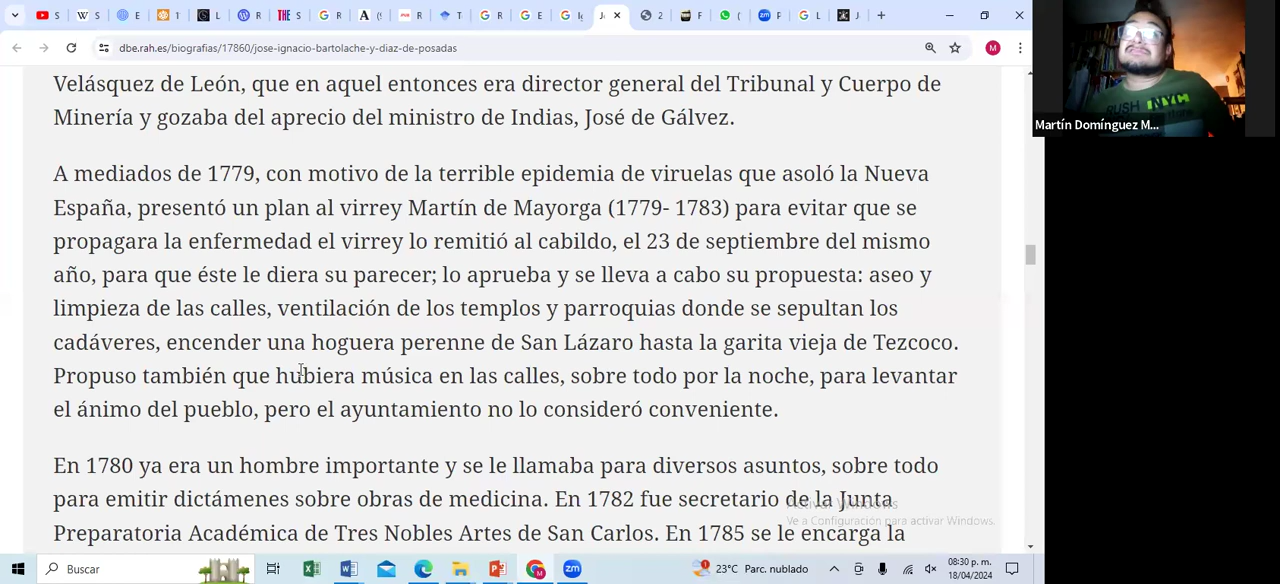 S
W S
E
1
L
R
S
R
A (
R
T
R
E
J
2
F
(
P
L
J
dbe.rah.es/biografias/17860/jose-ignacio-bartolache-y-diaz-de-posadas
M
Velásquez de León, que en aquel entonces era director general del Tribunal y Cuerpo de
Minería y gozaba del aprecio del ministro de Indias, José de Gálvez.
A mediados de 1779, con motivo de la terrible epidemia de viruelas que asoló la Nueva
España, presentó un plan al virrey Martín de Mayorga (1779- 1783) para evitar que se
propagara la enfermedad el virrey lo remitió al cabildo, el 23 de septiembre del mismo
año, para que éste le diera su parecer; lo aprueba y se lleva a cabo su propuesta: aseo y
limpieza de las calles, ventilación de los templos y parroquias donde se sepultan los
cadáveres, encender una hoguera perenne de San Lázaro hasta la garita vieja de Tezcoco.
Propuso también que hubiera música en las calles, sobre todo por la noche, para levantar
el ánimo del pueblo, pero el ayuntamiento no lo consideró conveniente.
En 1780 ya era un hombre importante y se le llamaba para diversos asuntos, sobre todo
para emitir dictámenes sobre obras de medicina. En 1782 fue secretario de la Junta
Preparatoria Académica de Tres Nobles Artes de San Carlos. En 1785 se le encarga la
Activar Windows
Ve a Configuración para activar Windows.
Martín Domínguez M...
Buscar
23°C Parc. nublado
08:30 p. m.
18/04/2024